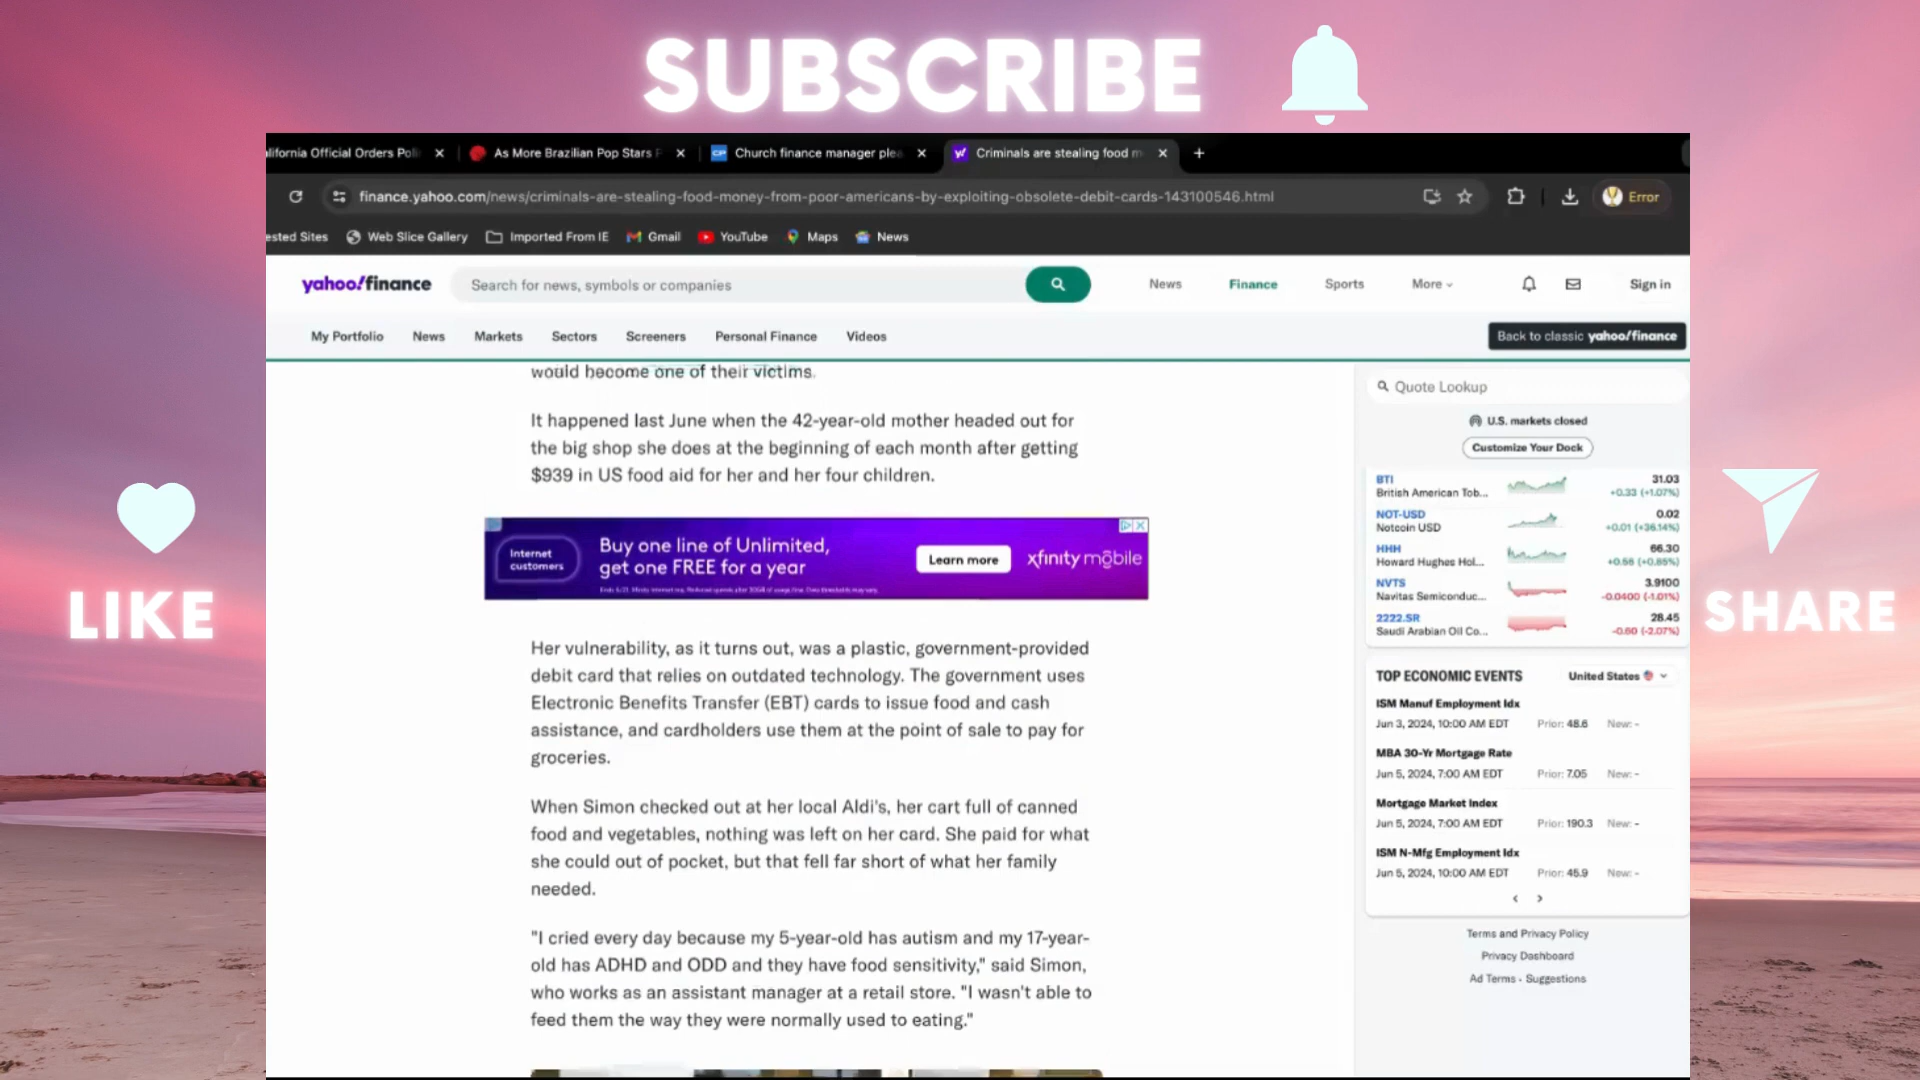 SUBSCRIBE
lifornia Official Orders Poli
As More Brazilian Pop Stars F
Church finance manager plea
Criminals are stealing food m
finance.yahoo.com/news/criminals-are-stealing-food-money-from-poor-americans-by-exploiting-obsolete-debit-cards-143100546.html
Error
ested Sites
Web Slice Gallery
Imported From IE
Gmail
YouTube
Maps
News
yahoo!finance
Search for news, symbols or companies
News
Finance
Sports
More
Sign in
My Portfolio
News
Markets
Sectors
Screeners
Personal Finance
Videos
Back to classic yahoo/finance
would become one of their victims.
It happened last June when the 42-year-old mother headed out for
the big shop she does at the beginning of each month after getting
$939 in US food aid for her and her four children.
Internet
customers
Buy one line of Unlimited,
get one FREE for a year
Learn more
xfinity mobile
Her vulnerability, as it turns out, was a plastic, government-provided
debit card that relies on outdated technology. The government uses
Electronic Benefits Transfer (EBT) cards to issue food and cash
assistance, and cardholders use them at the point of sale to pay for
groceries.
When Simon checked out at her local Aldi's, her cart full of canned
food and vegetables, nothing was left on her card. She paid for what
she could out of pocket, but that fell far short of what her family
needed.
"I cried every day because my 5-year-old has autism and my 17-year-
old has ADHD and ODD and they have food sensitivity," said Simon,
who works as an assistant manager at a retail store. "I wasn't able to
feed them the way they were normally used to eating."
Quote Lookup
U.S. markets closed
Customize Your Dock
BTI 31.03
British American Tob... +0.33 (+1.07%)
NOT-USD 0.02
Notcoin USD +0.01 (+36.14%)
HHH 66.30
Howard Hughes Hol... +0.56 (+0.85%)
NVTS 3.9100
Navitas Semiconduc... -0.0400 (-1.01%)
2222.SR 28.45
Saudi Arabian Oil Co... -0.60 (-2.07%)
TOP ECONOMIC EVENTS United States
ISM Manuf Employment Idx
Jun 3, 2024, 10:00 AM EDT Prior: 48.6 New: -
MBA 30-Yr Mortgage Rate
Jun 5, 2024, 7:00 AM EDT Prior: 7.05 New: -
Mortgage Market Index
Jun 5, 2024, 7:00 AM EDT Prior: 190.3 New: -
ISM N-Mfg Employment Idx
Jun 5, 2024, 10:00 AM EDT Prior: 45.9 New: -
Terms and Privacy Policy
Privacy Dashboard
Ad Terms • Suggestions
LIKE
SHARE